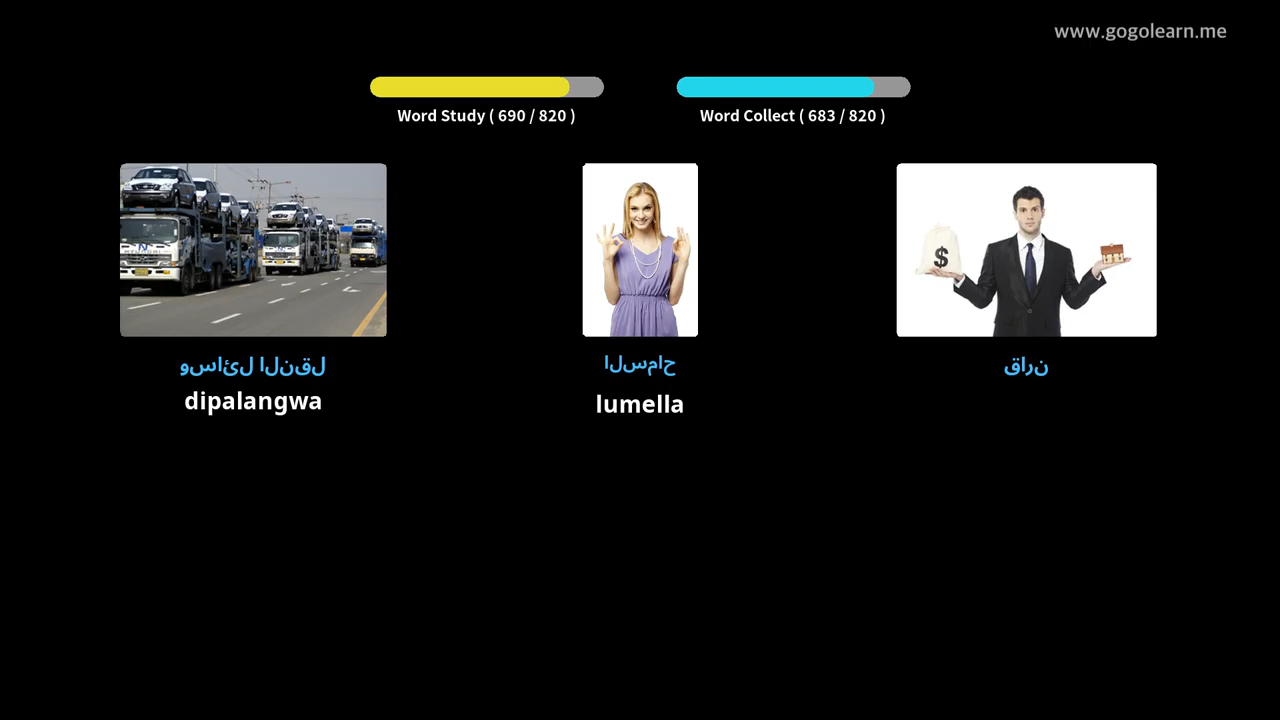 www.gogolearn.me
Word Study ( 690 / 820 )
Word Collect ( 683 / 820 )
$
وسائل النقل
السماح
قارن
dipalangwa
lumella